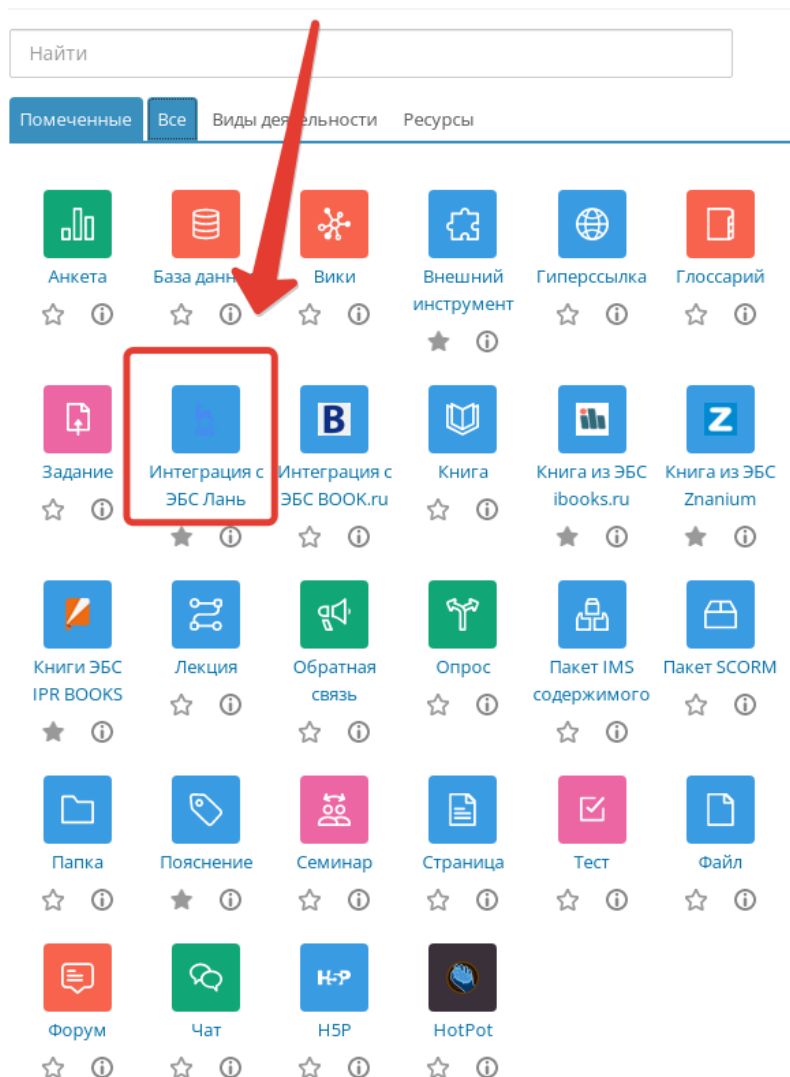 Найти
Помеченные Все Виды деятельности Ресурсы
Анкета База данн Вики Внешний Гиперссылка Глоссарий
инструмент
Задание Интеграция с Интеграция с Книга Книга из ЭБС Книга из ЭБС
ЭБС Лань ЭБС BOOK.ru ibooks.ru Znanium
Книги ЭБС Лекция Обратная Опрос Пакет IMS Пакет SCORM
IPR BOOKS связь содержимого
Папка Пояснение Семинар Страница Тест Файл
H5P
Форум Чат H5P HotPot